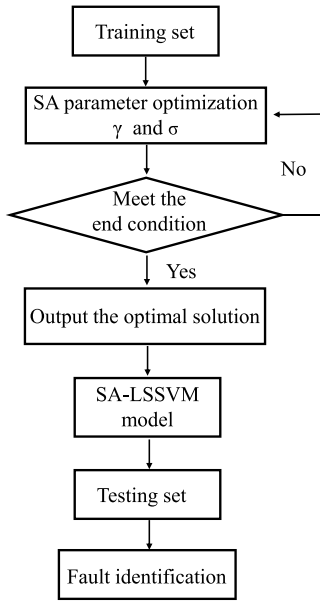 Training set
SA parameter optimization
γ and σ
No
Meet the
end condition
Yes
Output the optimal solution
SA-LSSVM
model
Testing set
Fault identification